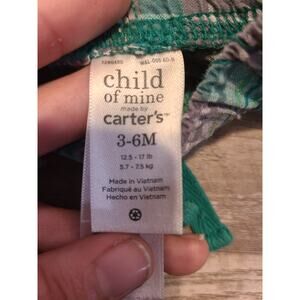 child
of mine
made by
carter's™
3-6M
12.5 - 17 lb
5.7 - 7.5 kg
Made in Vietnam
Fabriqué au Vietnam
Hecho en Vietnam